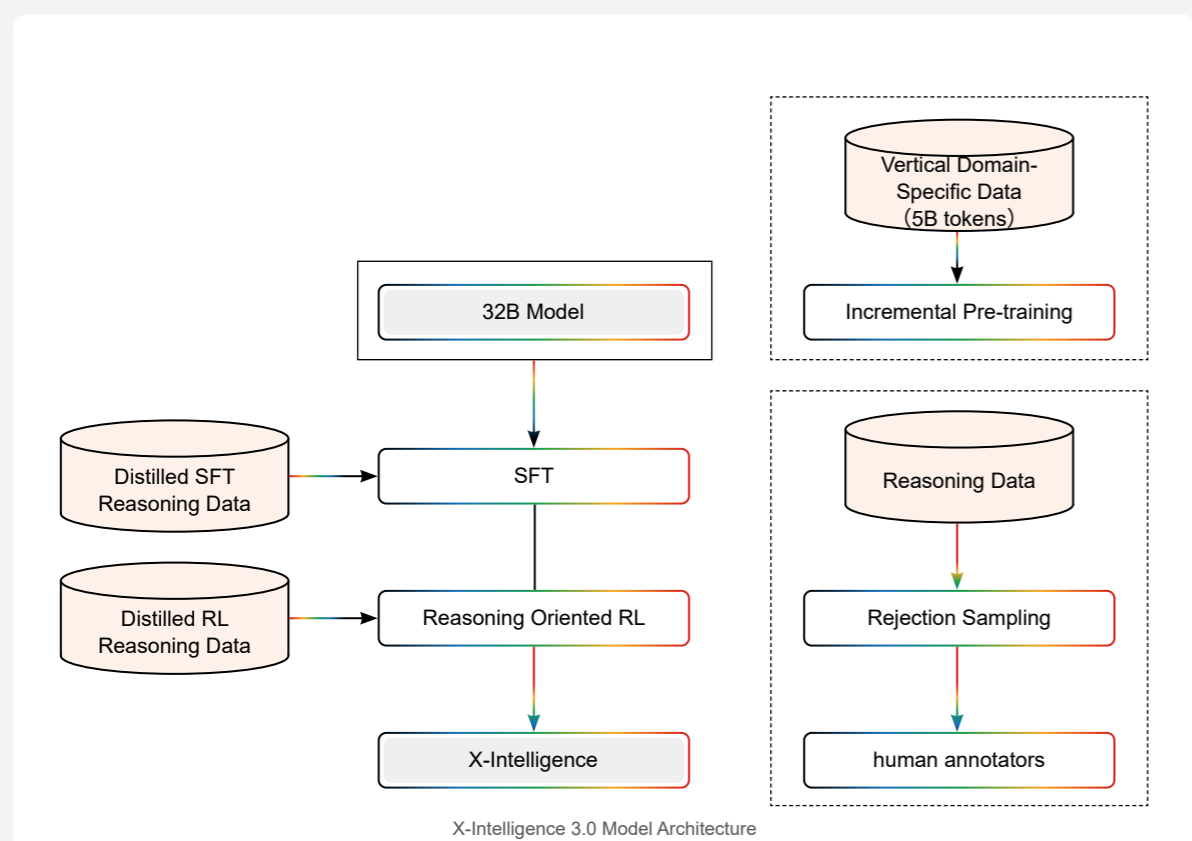 Vertical Domain-
Specific Data
（5B tokens）
Incremental Pre-training
32B Model
Distilled SFT
Reasoning Data
SFT
Reasoning Data
Distilled RL
Reasoning Data
Reasoning Oriented RL
Rejection Sampling
X-Intelligence
human annotators
X-Intelligence 3.0 Model Architecture